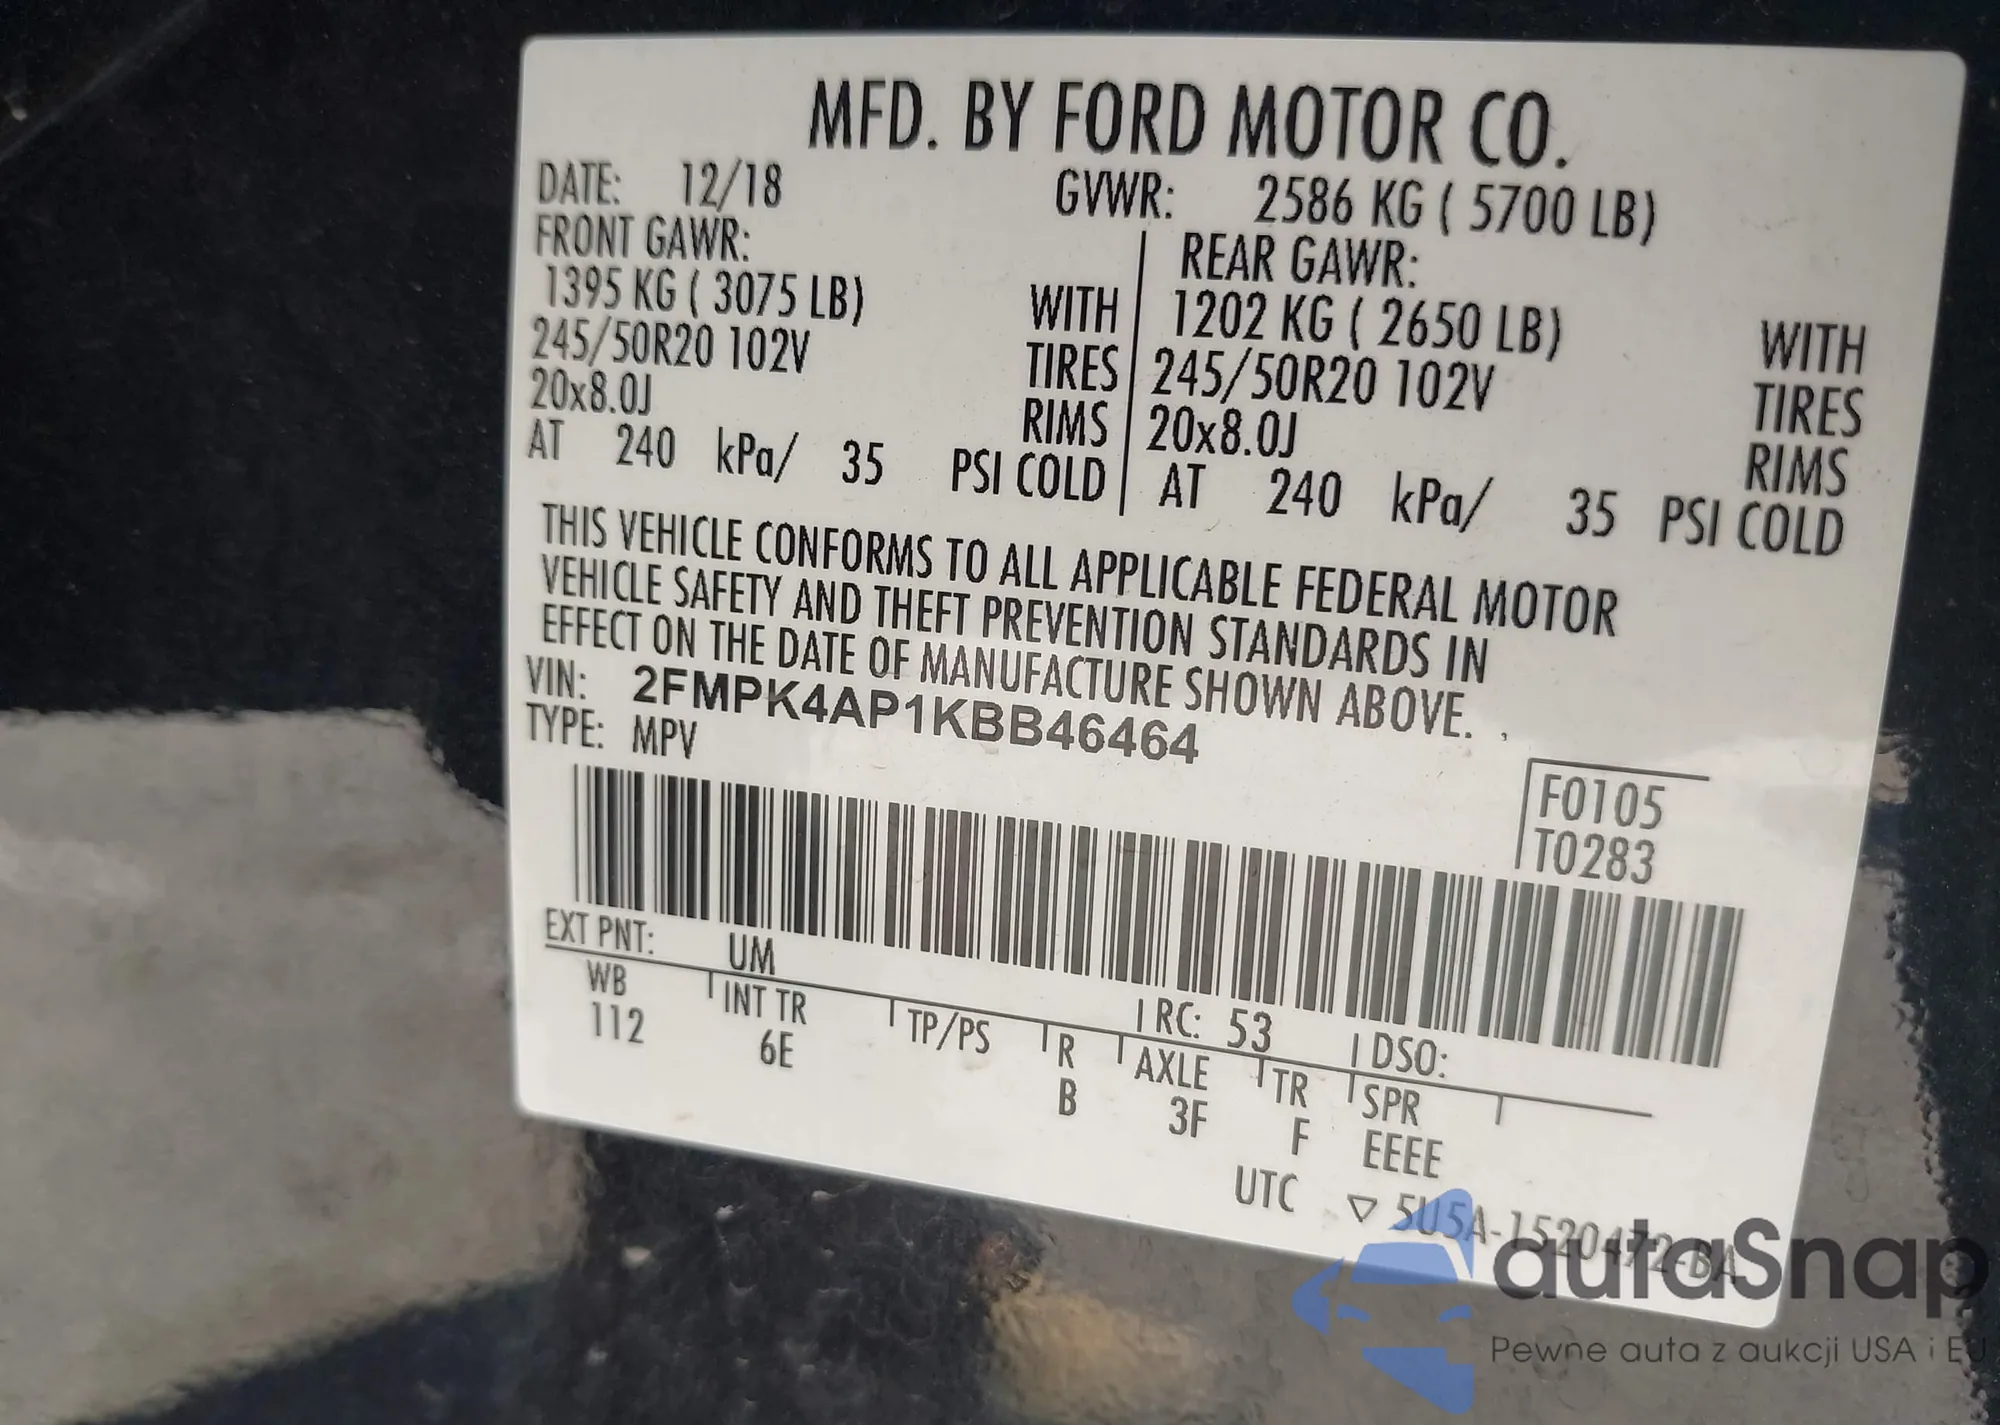 MFD. BY FORD MOTOR CO.
DATE: 12/18 GVWR: 2586 KG ( 5700 LB)
FRONT GAWR: REAR GAWR:
1395 KG ( 3075 LB) WITH 1202 KG ( 2650 LB) WITH
245/50R20 102V TIRES 245/50R20 102V TIRES
20x8.0J RIMS 20x8.0J RIMS
AT 240 kPa/ 35 PSI COLD AT 240 kPa/ 35 PSI COLD
THIS VEHICLE CONFORMS TO ALL APPLICABLE FEDERAL MOTOR
VEHICLE SAFETY AND THEFT PREVENTION STANDARDS IN
EFFECT ON THE DATE OF MANUFACTURE SHOWN ABOVE.
VIN: 2FMPK4AP1KBB46464
TYPE: MPV
F0105
T0283
EXT PNT: UM RC: 53 DSO:
WB INT TR TP/PS R AXLE TR SPR
112 6E B 3F F EEEE
UTC ▽ 5U5A-1520472-BA
autaSnap
Pewne auta z aukcji USA i EU